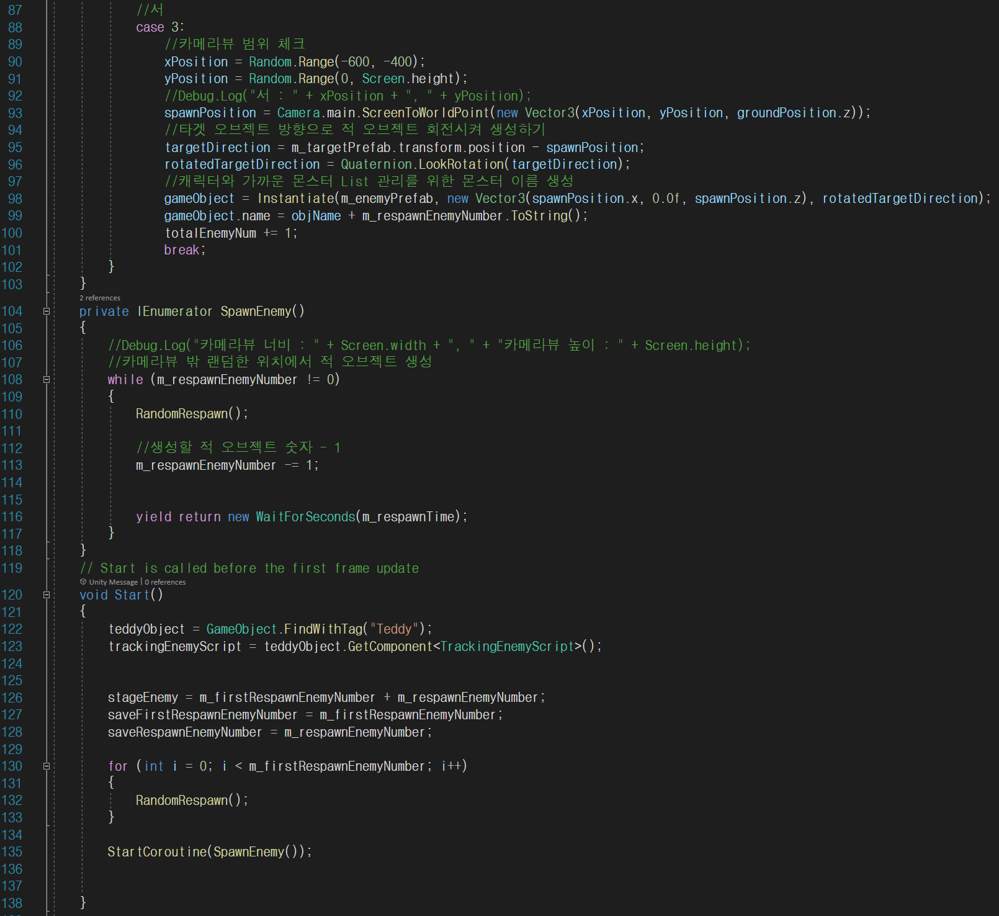 87 //서
88 case 3:
89 //카메라뷰 범위 체크
90 xPosition = Random.Range(-600, -400);
91 yPosition = Random.Range(0, Screen.height);
92 //Debug.Log("서 : " + xPosition + ", " + yPosition);
93 spawnPosition = Camera.main.ScreenToWorldPoint(new Vector3(xPosition, yPosition, groundPosition.z));
94 //타겟 오브젝트 방향으로 적 오브젝트 회전시켜 생성하기
95 targetDirection = m_targetPrefab.transform.position - spawnPosition;
96 rotatedTargetDirection = Quaternion.LookRotation(targetDirection);
97 //캐릭터와 가까운 몬스터 List 관리를 위한 몬스터 이름 생성
98 gameObject = Instantiate(m_enemyPrefab, new Vector3(spawnPosition.x, 0.0f, spawnPosition.z), rotatedTargetDirection);
99 gameObject.name = objName + m_respawnEnemyNumber.ToString();
100 totalEnemyNum += 1;
101 break;
102 }
103 }
2 references
104 private IEnumerator SpawnEnemy()
105 {
106 //Debug.Log("카메라뷰 너비 : " + Screen.width + ", " + "카메라뷰 높이 : " + Screen.height);
107 //카메라뷰 밖 랜덤한 위치에서 적 오브젝트 생성
108 while (m_respawnEnemyNumber != 0)
109 {
110 RandomRespawn();
111
112 //생성할 적 오브젝트 숫자 - 1
113 m_respawnEnemyNumber -= 1;
114
115
116 yield return new WaitForSeconds(m_respawnTime);
117 }
118 }
119 // Start is called before the first frame update
Unity Message | 0 references
120 void Start()
121 {
122 teddyObject = GameObject.FindWithTag("Teddy");
123 trackingEnemyScript = teddyObject.GetComponent<TrackingEnemyScript>();
124
125
126 stageEnemy = m_firstRespawnEnemyNumber + m_respawnEnemyNumber;
127 saveFirstRespawnEnemyNumber = m_firstRespawnEnemyNumber;
128 saveRespawnEnemyNumber = m_respawnEnemyNumber;
129
130 for (int i = 0; i < m_firstRespawnEnemyNumber; i++)
131 {
132 RandomRespawn();
133 }
134
135 StartCoroutine(SpawnEnemy());
136
137
138 }